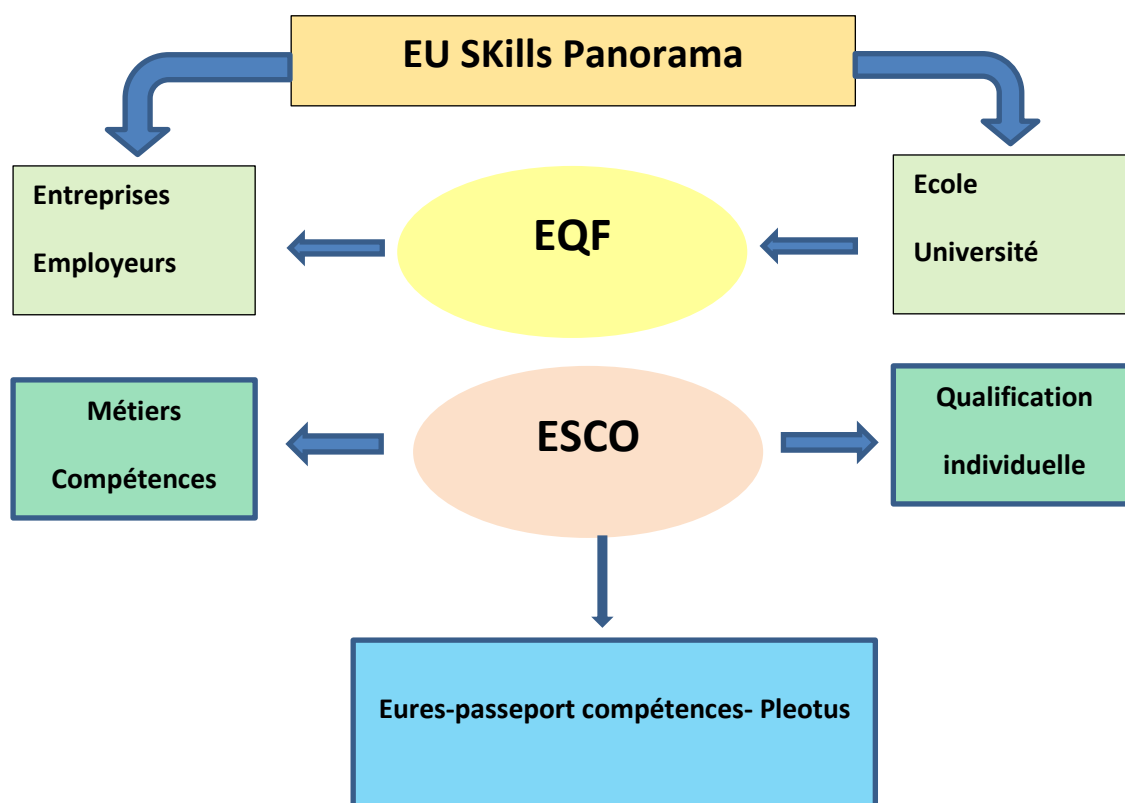 EU SKills Panorama
Entreprises
Employeurs
EQF
Ecole
Université
Métiers
Compétences
ESCO
Qualification
individuelle
Eures-passeport compétences- Pleotus